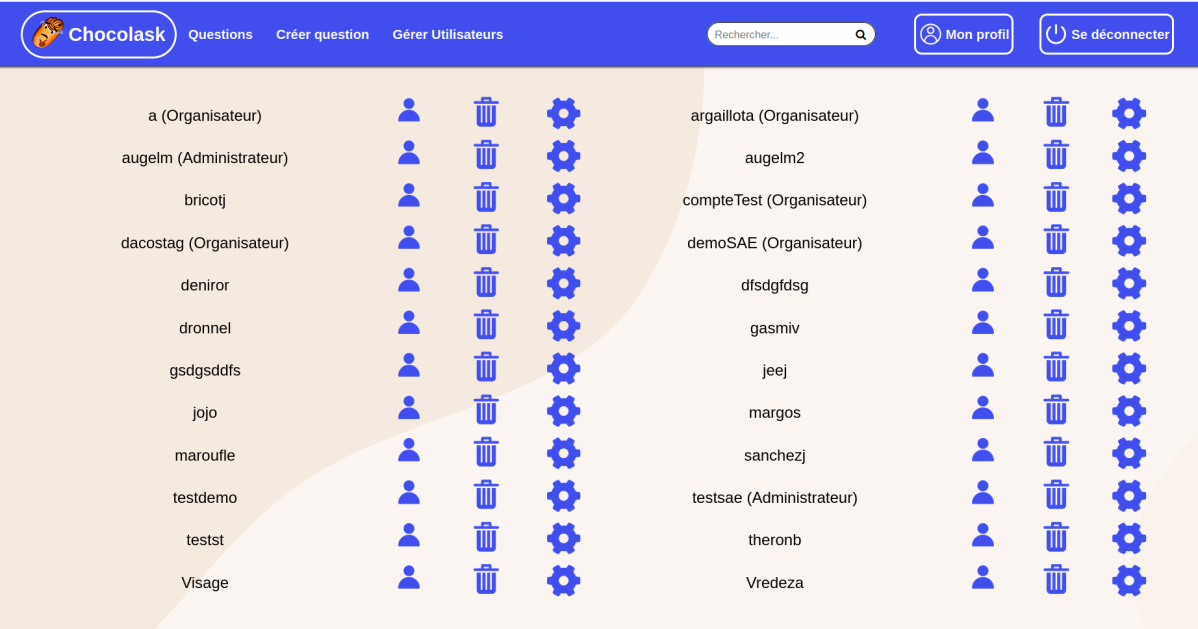 Chocolask Questions Créer question Gérer Utilisateurs Rechercher... Mon profil Se déconnecter
a (Organisateur) argaillota (Organisateur)
augelm (Administrateur) augelm2
bricotj compteTest (Organisateur)
dacostag (Organisateur) demoSAE (Organisateur)
deniror dfsdgfdsg
dronnel gasmiv
gsdgsddfs jeej
jojo margos
maroufle sanchezj
testdemo testsae (Administrateur)
testst theronb
Visage Vredeza